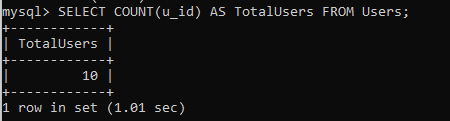 mysql> SELECT COUNT(u_id) AS TotalUsers FROM Users;
+------------+
| TotalUsers |
+------------+
|         10 |
+------------+
1 row in set (1.01 sec)